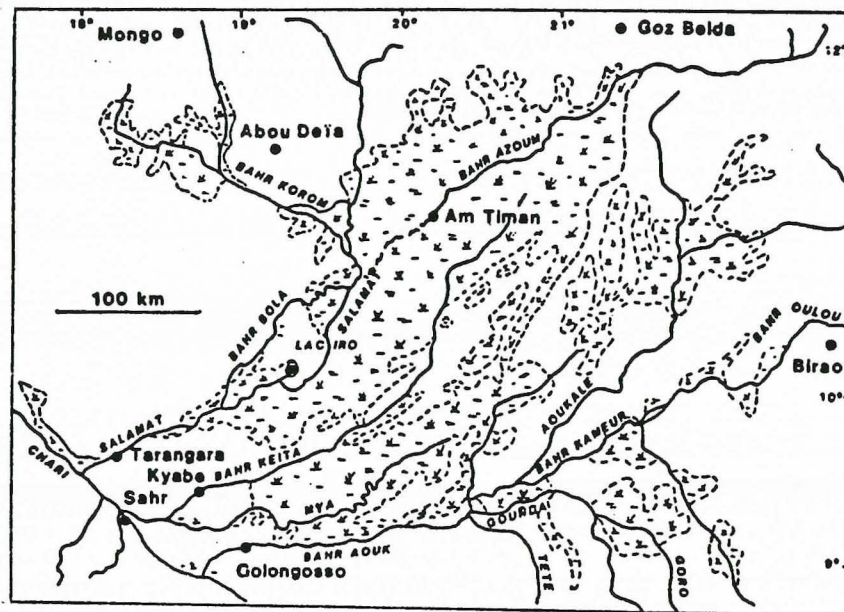 18° 19° 20° 21°
Mongo
Goz Beïda
12°
Abou Deïa
BAHR AZOUM
BAHR KOROM
Am Timan
100 km
BAHR BOLA
SALAMAT
LAC IRO
BAHR OULOU
Birao
10°
AOUKALE
BAHR KAMEUR
SALAMAT
CHARI
Tarangara
Kyabe
BAHR KEITA
Sahr
MYA
GOURDA
BAHR AOUK
Golongosso
TETE
GORO
9°